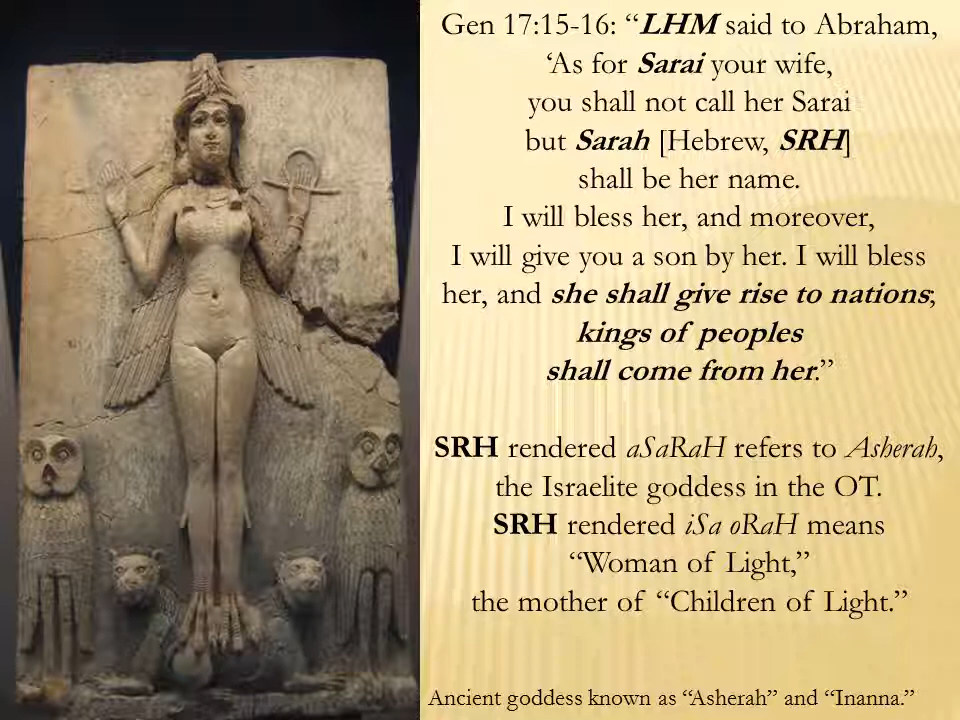 Gen 17:15-16: “LHM said to Abraham,
‘As for Sarai your wife,
you shall not call her Sarai
but Sarah [Hebrew, SRH]
shall be her name.
I will bless her, and moreover,
I will give you a son by her. I will bless
her, and she shall give rise to nations;
kings of peoples
shall come from her.”
SRH rendered aSaRaH refers to Asherah,
the Israelite goddess in the OT.
SRH rendered iSa oRaH means
“Woman of Light,”
the mother of “Children of Light.”
Ancient goddess known as “Asherah” and “Inanna.”